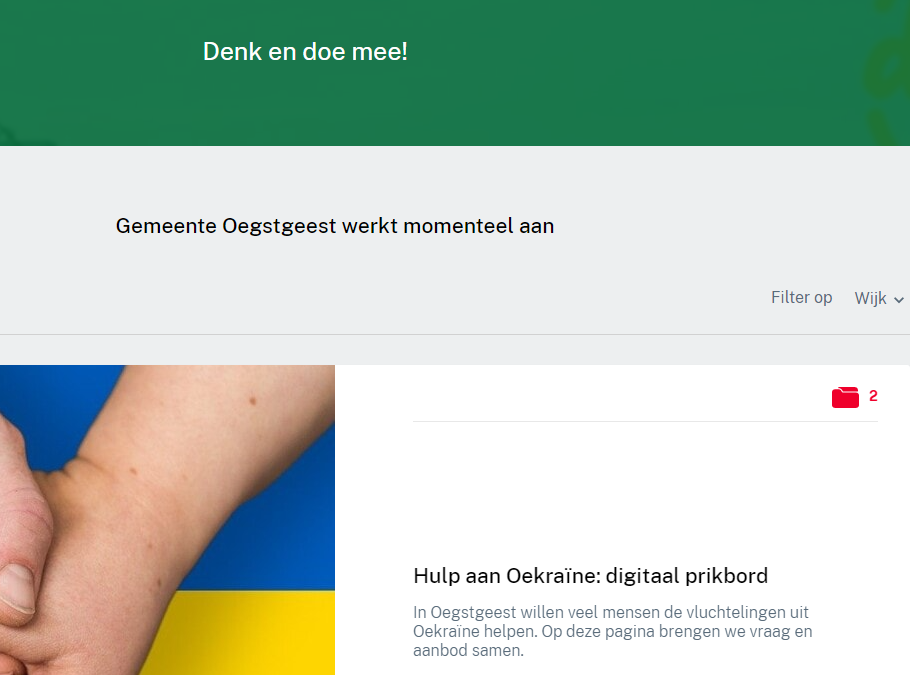 Denk en doe mee!
Gemeente Oegstgeest werkt momenteel aan
Filter op Wijk
2
Hulp aan Oekraïne: digitaal prikbord
In Oegstgeest willen veel mensen de vluchtelingen uit
Oekraïne helpen. Op deze pagina brengen we vraag en
aanbod samen.